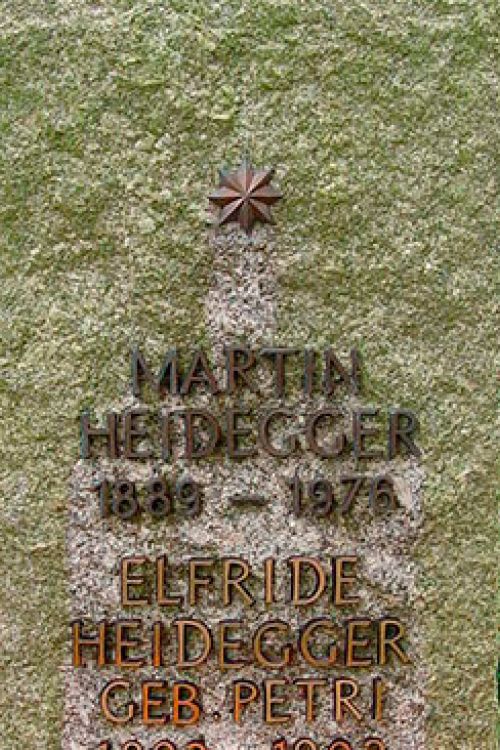 MARTIN
HEIDEGGER
1889 – 1976
ELFRIDE
HEIDEGGER
GEB. PETRI